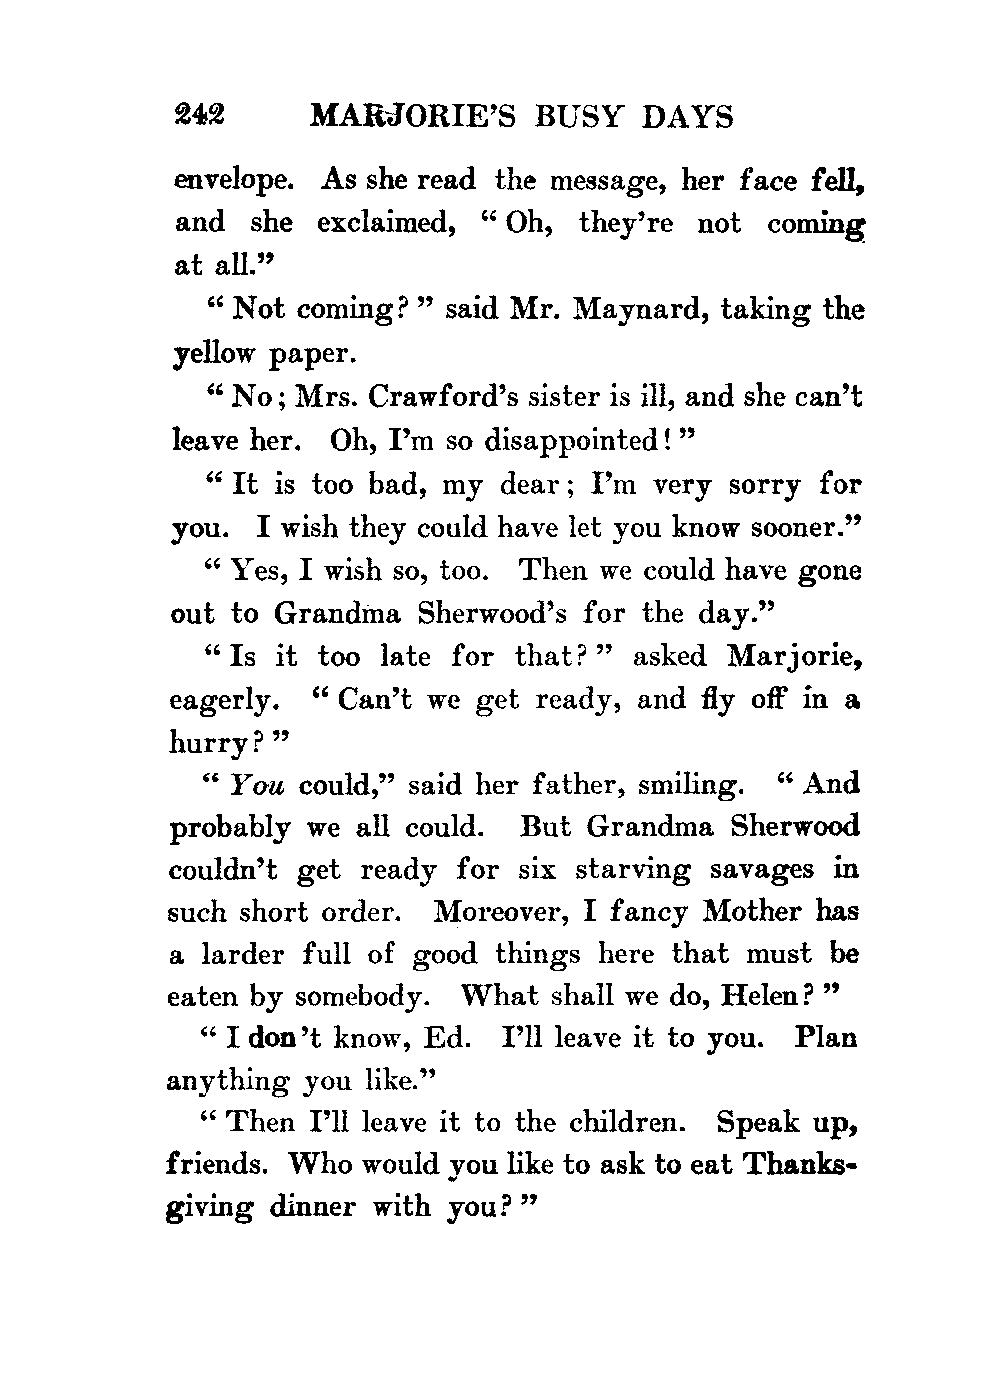 242 MARJORIE'S BUSY DAYS
envelope. As she read the message, her face fell,
and she exclaimed, “ Oh, they're not coming
at all.”
“ Not coming? ” said Mr. Maynard, taking the
yellow paper.
“ No; Mrs. Crawford's sister is ill, and she can't
leave her. Oh, I'm so disappointed! ”
“ It is too bad, my dear; I'm very sorry for
you. I wish they could have let you know sooner.”
“ Yes, I wish so, too. Then we could have gone
out to Grandma Sherwood's for the day.”
“ Is it too late for that? ” asked Marjorie,
eagerly. “ Can't we get ready, and fly off in a
hurry? ”
“ You could,” said her father, smiling. “ And
probably we all could. But Grandma Sherwood
couldn't get ready for six starving savages in
such short order. Moreover, I fancy Mother has
a larder full of good things here that must be
eaten by somebody. What shall we do, Helen? ”
“ I don't know, Ed. I'll leave it to you. Plan
anything you like.”
“ Then I'll leave it to the children. Speak up,
friends. Who would you like to ask to eat Thanks-
giving dinner with you? ”